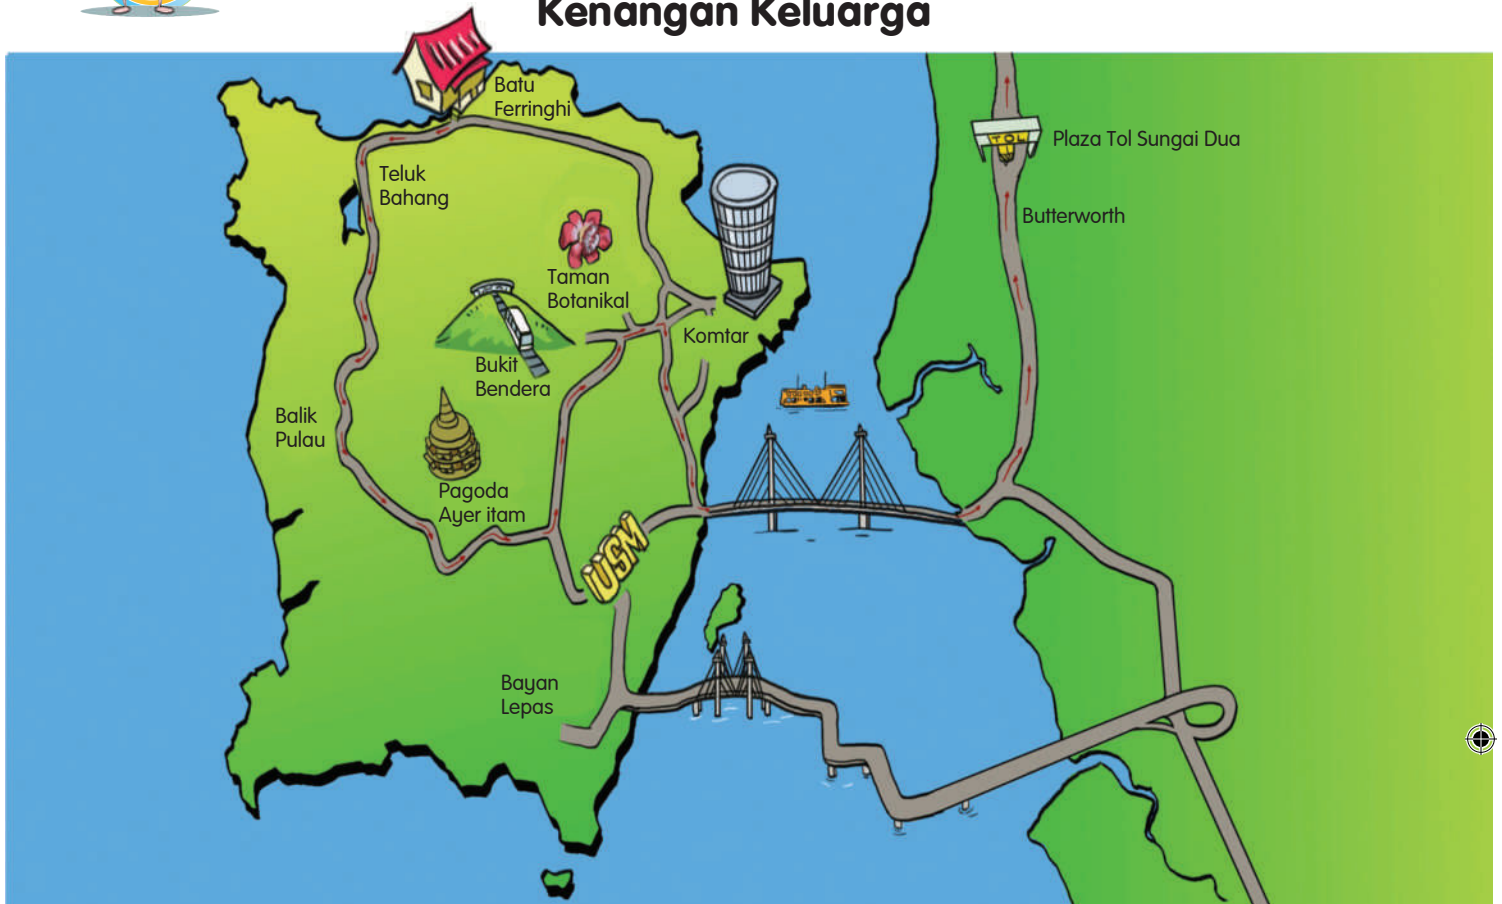 Kenangan Keluarga
Batu
Ferringhi
TOL
Plaza Tol Sungai Dua
Teluk
Bahang
Butterworth
Taman
Botanikal
Komtar
Bukit
Bendera
Balik
Pulau
Pagoda
Ayer itam
USM
Bayan
Lepas